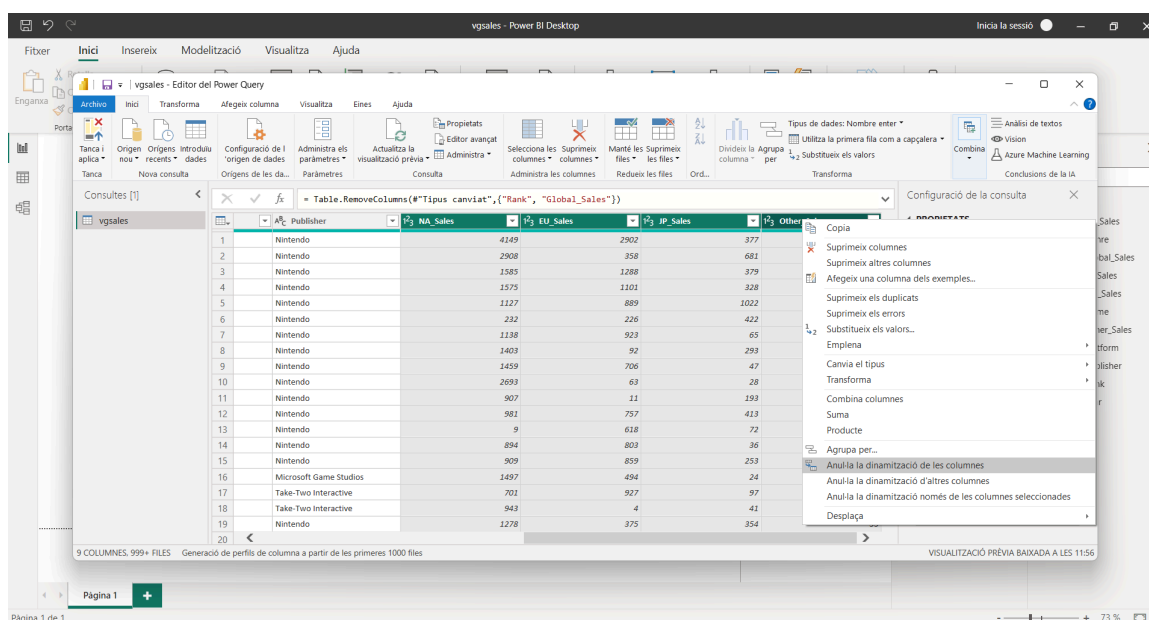 vgsales - Power BI Desktop
Inicia la sessió
Fitxer Inici Insereix Modelització Visualitza Ajuda
Enganxa
Porta
vgsales - Editor del Power Query
Archivo Inici Transforma Afegeix columna Visualitza Eines Ajuda
Tanca i aplica
Tanca
Origen nou
Orígens recents
Introduïu dades
Nova consulta
Configuració de l'origen de dades
Orígens de les da...
Administra els paràmetres
Paràmetres
Actualitza la visualització prèvia
Propietats
Editor avançat
Administra
Consulta
Selecciona les columnes
Suprimeix columnes
Administra les columnes
Manté les files
Suprimeix les files
Redueix les files
Ord...
Divideix la columna
Agrupa per
Tipus de dades: Nombre enter
Utilitza la primera fila com a capçalera
Substitueix els valors
Transforma
Combina
Anàlisi de textos
Vision
Azure Machine Learning
Conclusions de la IA
Consultes [1]
vgsales
= Table.RemoveColumns(#"Tipus canviat",{"Rank", "Global_Sales"})
Configuració de la consulta
PROPIETATS
Publisher NA_Sales EU_Sales JP_Sales
1 Nintendo 4149 2902 377
2 Nintendo 2908 358 681
3 Nintendo 1585 1288 379
4 Nintendo 1575 1101 328
5 Nintendo 1127 889 1022
6 Nintendo 232 226 422
7 Nintendo 1138 923 65
8 Nintendo 1403 92 293
9 Nintendo 1459 706 47
10 Nintendo 2693 63 28
11 Nintendo 907 11 193
12 Nintendo 981 757 413
13 Nintendo 9 618 72
14 Nintendo 894 803 36
15 Nintendo 909 859 253
16 Microsoft Game Studios 1497 494 24
17 Take-Two Interactive 701 927 97
18 Take-Two Interactive 943 4 41
19 Nintendo 1278 375 354
20
Copia
Suprimeix columnes
Suprimeix altres columnes
Afegeix una columna dels exemples...
Suprimeix els duplicats
Suprimeix els errors
Substitueix els valors...
Emplena
Canvia el tipus
Transforma
Combina columnes
Suma
Producte
Agrupa per...
Anul·la la dinamització de les columnes
Anul·la la dinamització d'altres columnes
Anul·la la dinamització només de les columnes seleccionades
Desplaça
9 COLUMNES, 999+ FILES Generació de perfils de columna a partir de les primeres 1000 files
VISUALITZACIÓ PRÈVIA BAIXADA A LES 11:56
Pàgina 1
Pàgina 1 de 1
73 %